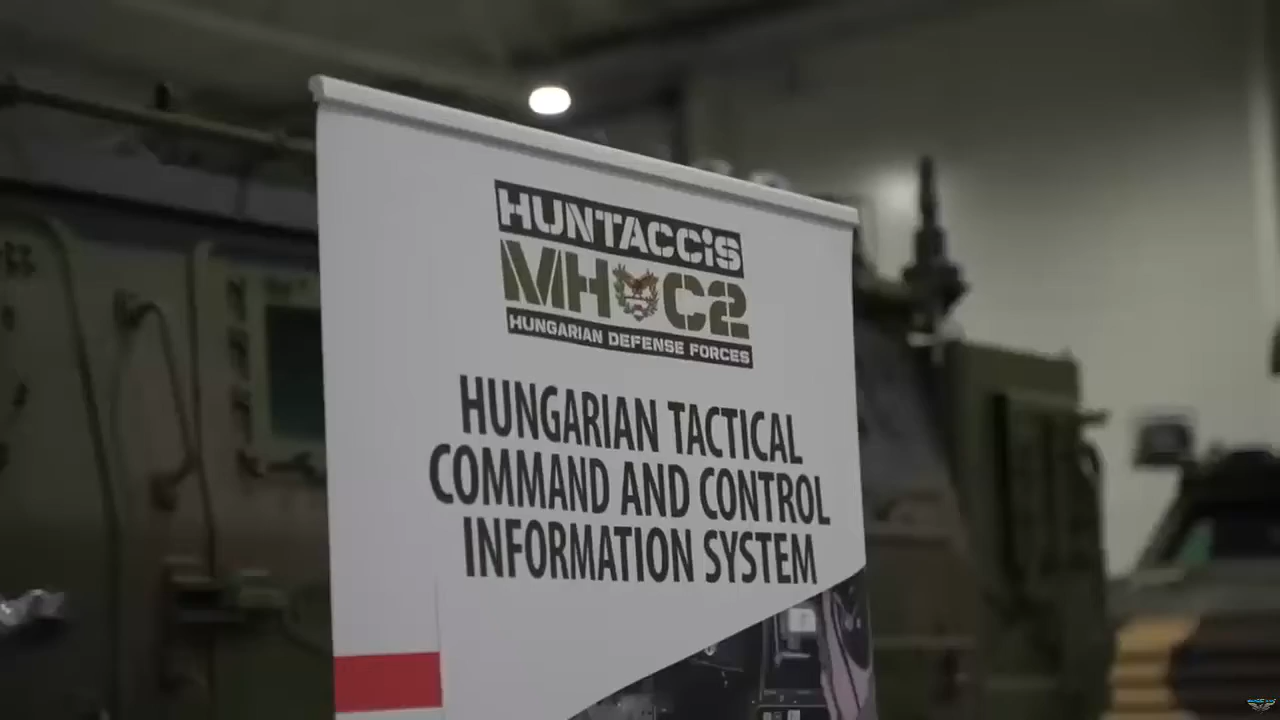 HUNTACCiS
MH C2
HUNGARIAN DEFENSE FORCES
HUNGARIAN TACTICAL
COMMAND AND CONTROL
INFORMATION SYSTEM